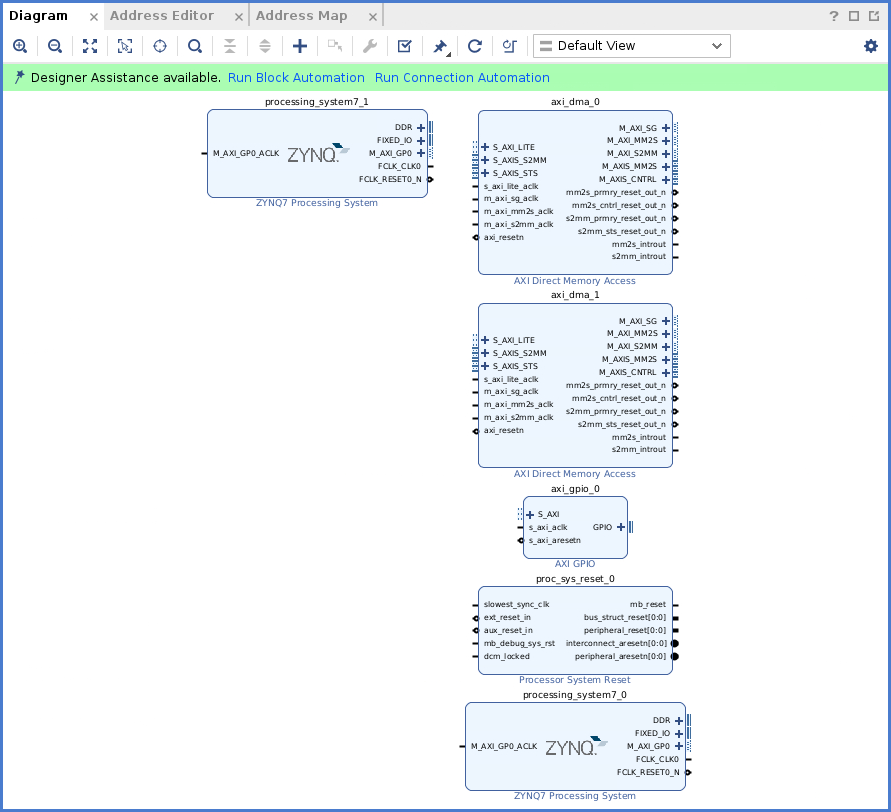 Diagram × Address Editor × Address Map × ?
Default View
Designer Assistance available. Run Block Automation Run Connection Automation
processing_system7_1
DDR
FIXED_IO
M_AXI_GP0_ACLK ZYNQ M_AXI_GP0
FCLK_CLK0
FCLK_RESET0_N
ZYNQ7 Processing System
axi_dma_0
M_AXI_SG
M_AXI_MM2S
S_AXI_LITE M_AXI_S2MM
S_AXIS_S2MM M_AXIS_MM2S
S_AXIS_STS M_AXIS_CNTRL
s_axi_lite_aclk mm2s_prmry_reset_out_n
m_axi_sg_aclk mm2s_cntrl_reset_out_n
m_axi_mm2s_aclk s2mm_prmry_reset_out_n
m_axi_s2mm_aclk s2mm_sts_reset_out_n
axi_resetn mm2s_introut
s2mm_introut
AXI Direct Memory Access
axi_dma_1
M_AXI_SG
M_AXI_MM2S
S_AXI_LITE M_AXI_S2MM
S_AXIS_S2MM M_AXIS_MM2S
S_AXIS_STS M_AXIS_CNTRL
s_axi_lite_aclk mm2s_prmry_reset_out_n
m_axi_sg_aclk mm2s_cntrl_reset_out_n
m_axi_mm2s_aclk s2mm_prmry_reset_out_n
m_axi_s2mm_aclk s2mm_sts_reset_out_n
axi_resetn mm2s_introut
s2mm_introut
AXI Direct Memory Access
axi_gpio_0
S_AXI
s_axi_aclk GPIO
s_axi_aresetn
AXI GPIO
proc_sys_reset_0
slowest_sync_clk mb_reset
ext_reset_in bus_struct_reset[0:0]
aux_reset_in peripheral_reset[0:0]
mb_debug_sys_rst interconnect_aresetn[0:0]
dcm_locked peripheral_aresetn[0:0]
Processor System Reset
processing_system7_0
DDR
FIXED_IO
M_AXI_GP0_ACLK ZYNQ M_AXI_GP0
FCLK_CLK0
FCLK_RESET0_N
ZYNQ7 Processing System